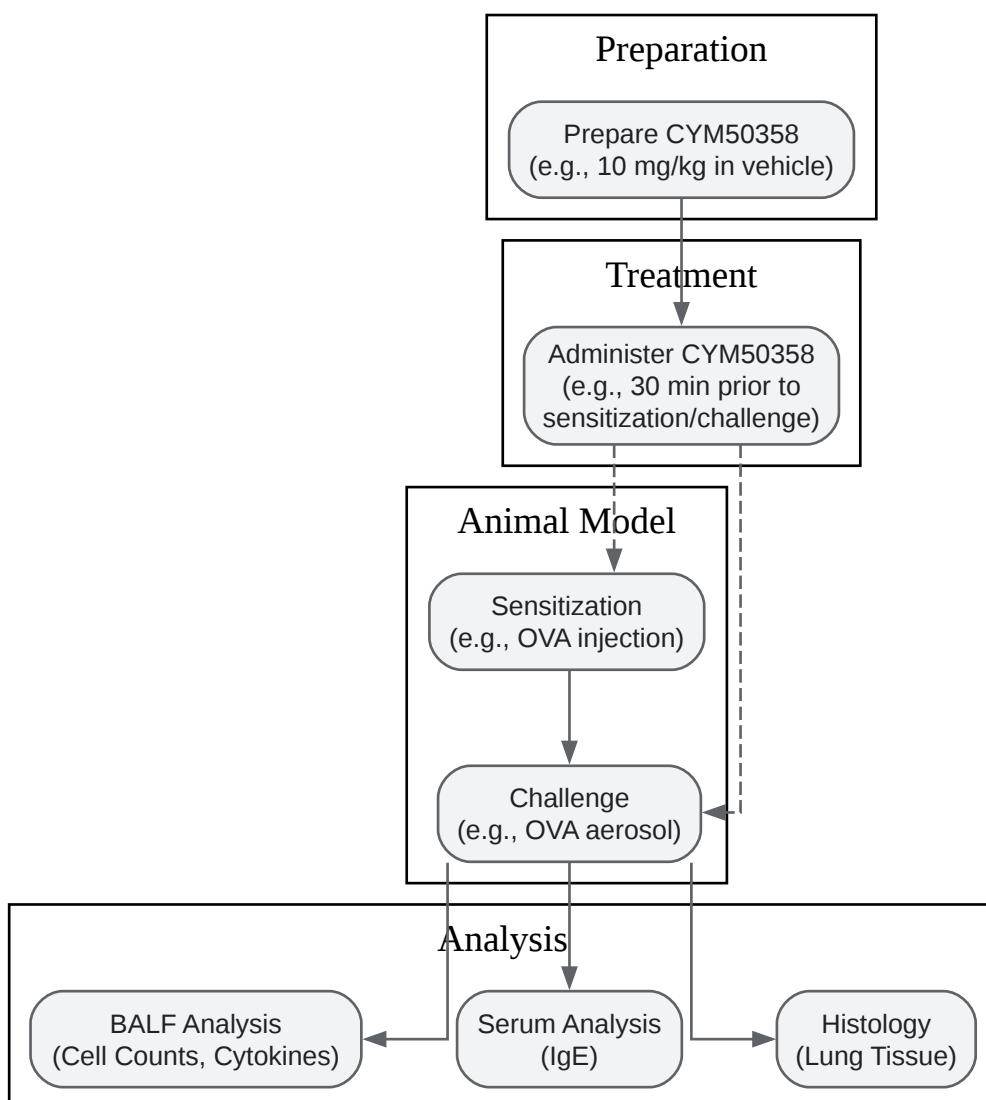 Preparation
Prepare CYM50358
(e.g., 10 mg/kg in vehicle)
Treatment
Administer CYM50358
(e.g., 30 min prior to
sensitization/challenge)
Animal Model
Sensitization
(e.g., OVA injection)
Challenge
(e.g., OVA aerosol)
Analysis
BALF Analysis
(Cell Counts, Cytokines)
Serum Analysis
(IgE)
Histology
(Lung Tissue)